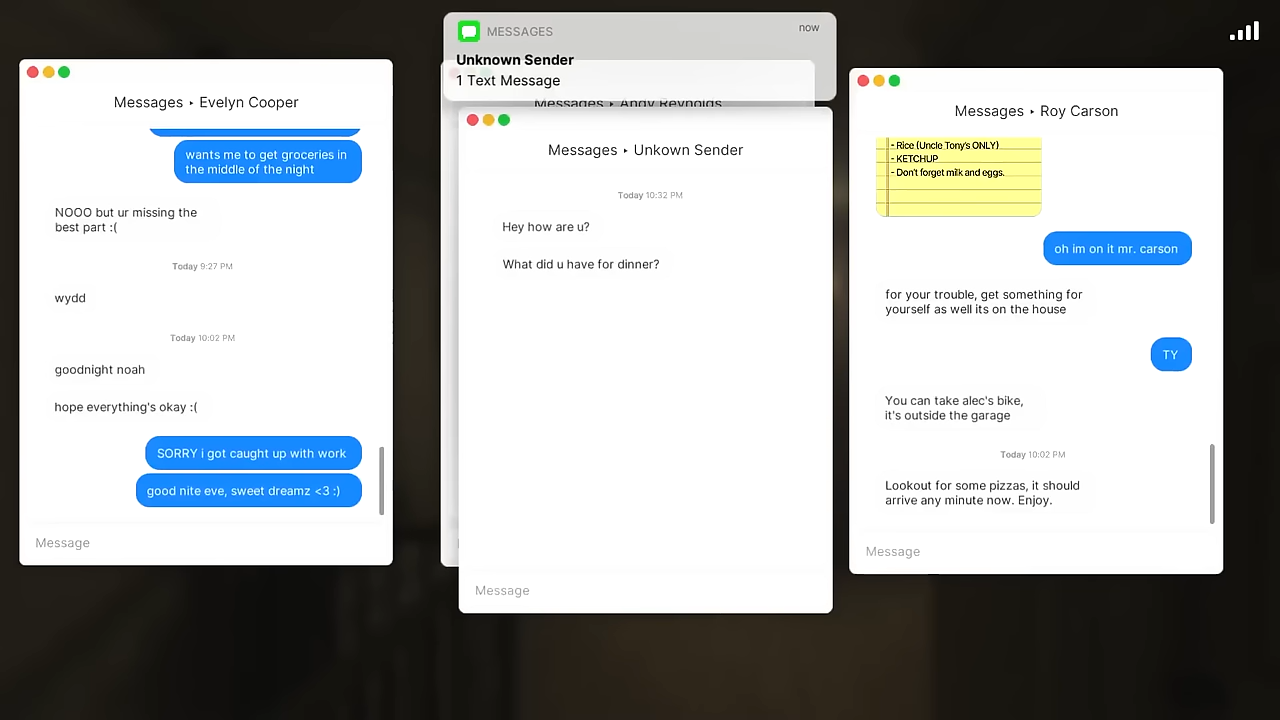 MESSAGES
now
Unknown Sender
1 Text Message
Messages ‣ Evelyn Cooper
wants me to get groceries in
the middle of the night
NOOO but ur missing the
best part :(
Today 9:27 PM
wydd
Today 10:02 PM
goodnight noah
hope everything's okay :(
SORRY i got caught up with work
good nite eve, sweet dreamz <3 :)
Message
Messages ‣ Andy Reynolds
Messages ‣ Unkown Sender
Today 10:32 PM
Hey how are u?
What did u have for dinner?
Message
Messages ‣ Roy Carson
- Rice (Uncle Tony's ONLY)
- KETCHUP
- Don't forget milk and eggs.
oh im on it mr. carson
for your trouble, get something for
yourself as well its on the house
TY
You can take alec's bike,
it's outside the garage
Today 10:02 PM
Lookout for some pizzas, it should
arrive any minute now. Enjoy.
Message